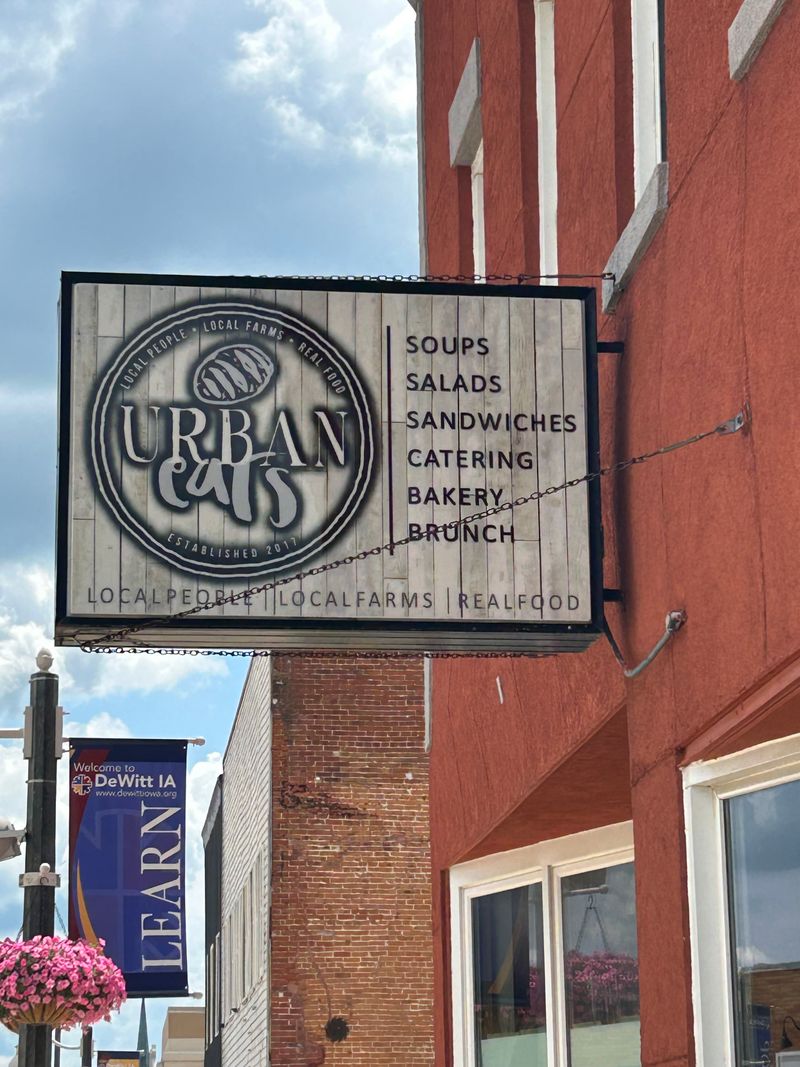 LOCAL PEOPLE • LOCAL FARMS • REAL FOOD
URBAN
eats
ESTABLISHED 2017
SOUPS
SALADS
SANDWICHES
CATERING
BAKERY
BRUNCH
LOCALPEOPLE | LOCALFARMS | REALFOOD
Welcome to
DeWitt IA
www.dewittiowa.org
LEARN